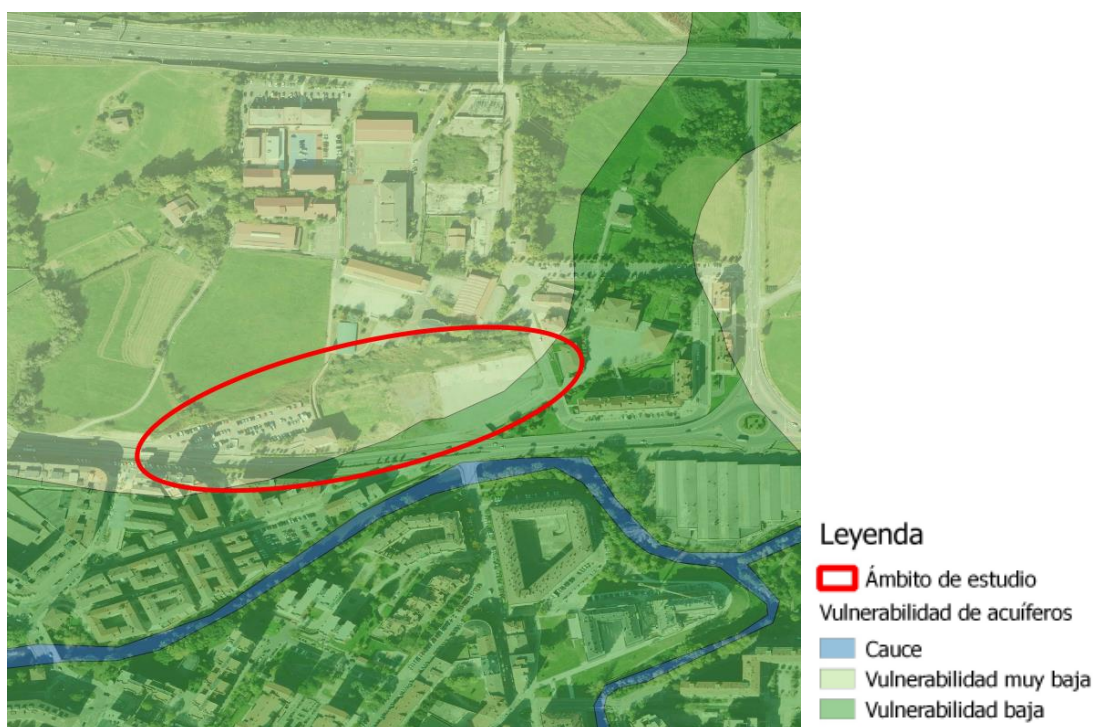 Leyenda
Ámbito de estudio
Vulnerabilidad de acuíferos
Cauce
Vulnerabilidad muy baja
Vulnerabilidad baja